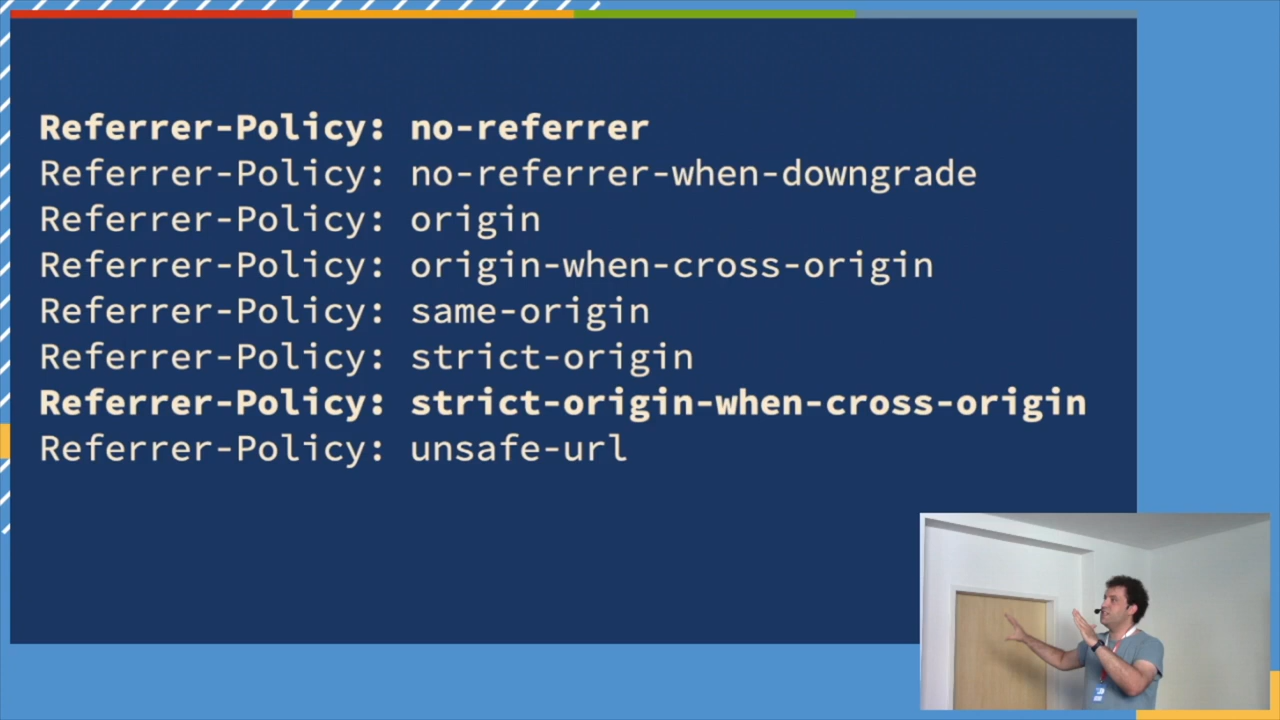 Referrer-Policy: no-referrer
Referrer-Policy: no-referrer-when-downgrade
Referrer-Policy: origin
Referrer-Policy: origin-when-cross-origin
Referrer-Policy: same-origin
Referrer-Policy: strict-origin
Referrer-Policy: strict-origin-when-cross-origin
Referrer-Policy: unsafe-url